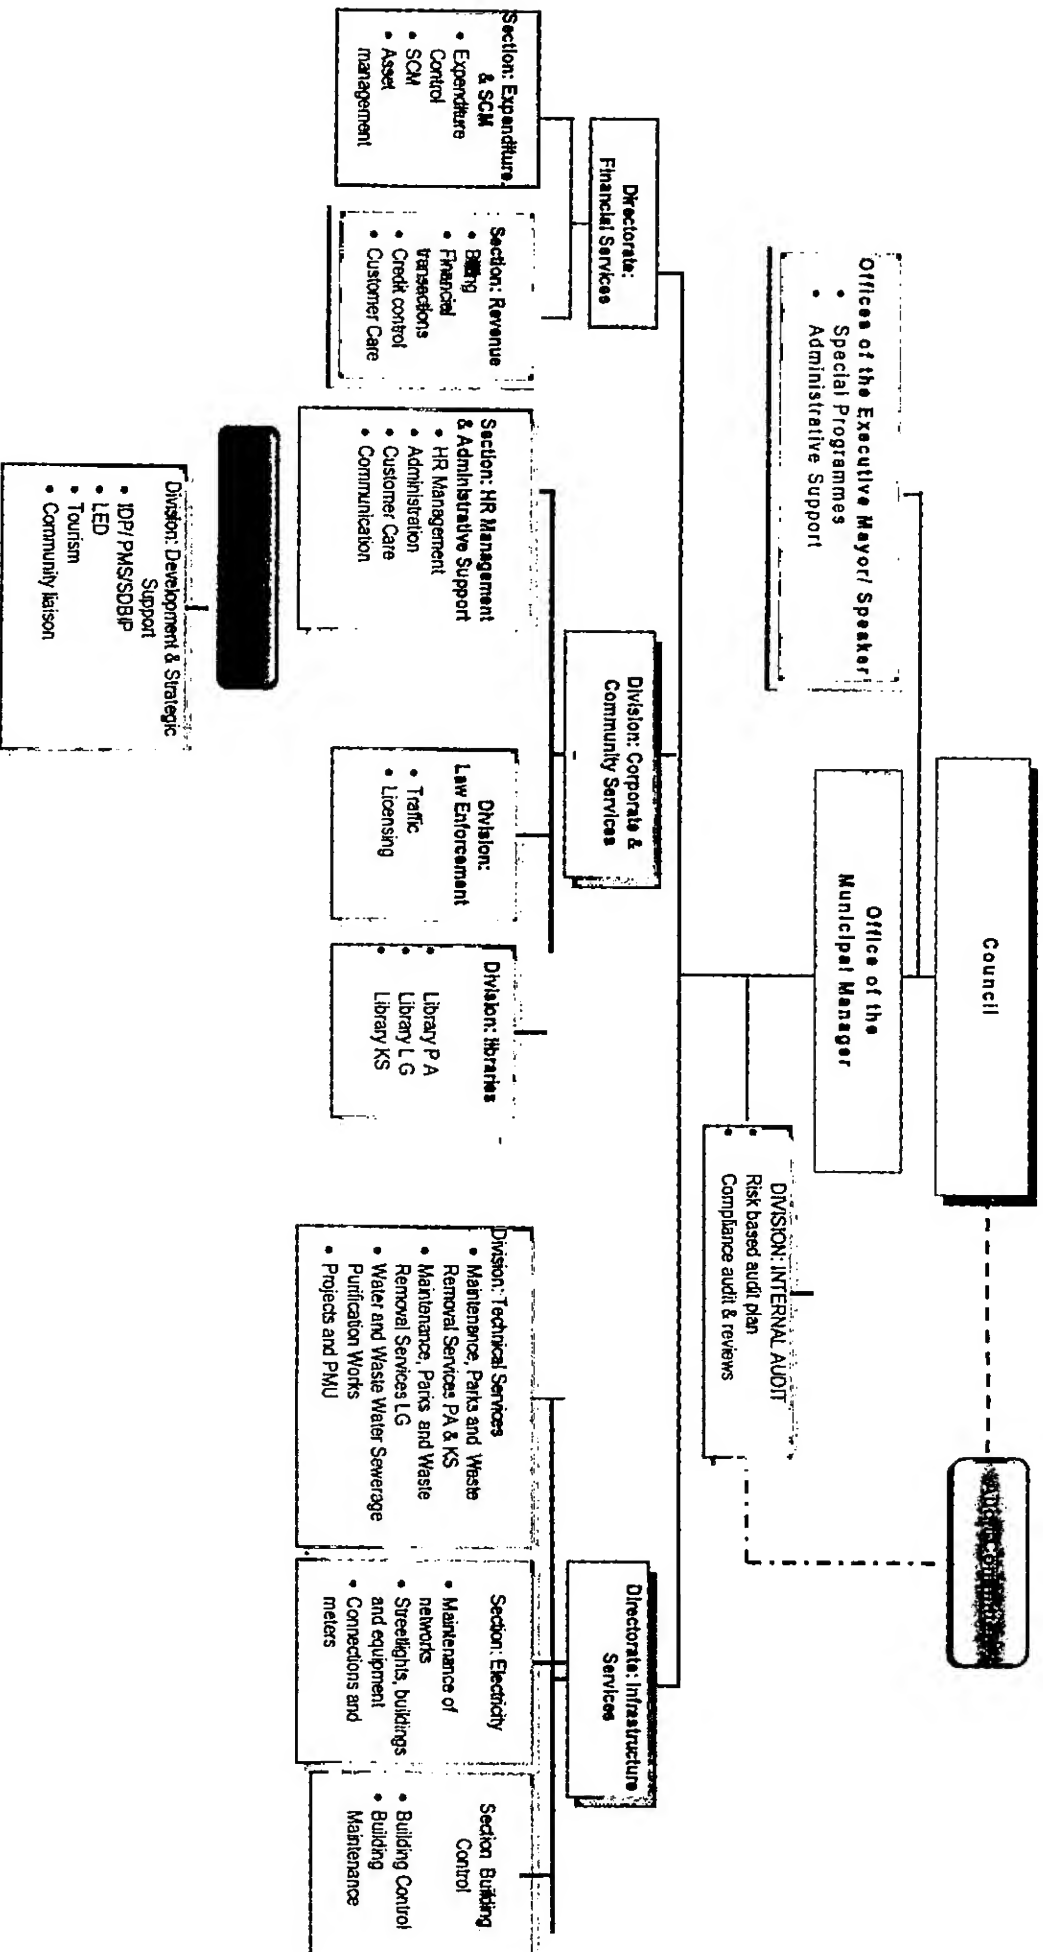 Council
Offices of the Executive Mayor/ Speaker
• Special Programmes
• Administrative Support
Office of the
Municipal Manager
DIVISION: INTERNAL AUDIT
• Risk based audit plan
• Compliance audit & reviews
Directorate:
Financial Services
Division: Corporate &
Community Services
Directorate: Infrastructure
Services
Section: Expenditure
& SCM
• Expenditure
Control
• SCM
• Asset
management
Section: Revenue
• Billing
• Financial
transactions
• Credit control
• Customer Care
Section: HR Management
& Administrative Support
• HR Management
• Administration
• Customer Care
• Communication
Division:
Law Enforcement
• Traffic
• Licensing
Division: libraries
• Library P A
• Library L G
• Library KS
Division: Technical Services
• Maintenance, Parks and Waste
Removal Services PA & KS
• Maintenance, Parks and Waste
Removal Services LG
• Water and Waste Water Sewerage
Purification Works
• Projects and PMU
Section: Electricity
• Maintenance of
networks
• Streetlights, buildings
and equipment
• Connections and
meters
Section Building
Control
• Building Control
• Building
Maintenance
Division: Development & Strategic
Support
• IDP/ PMS/SDBIP
• LED
• Tourism
• Community liaison